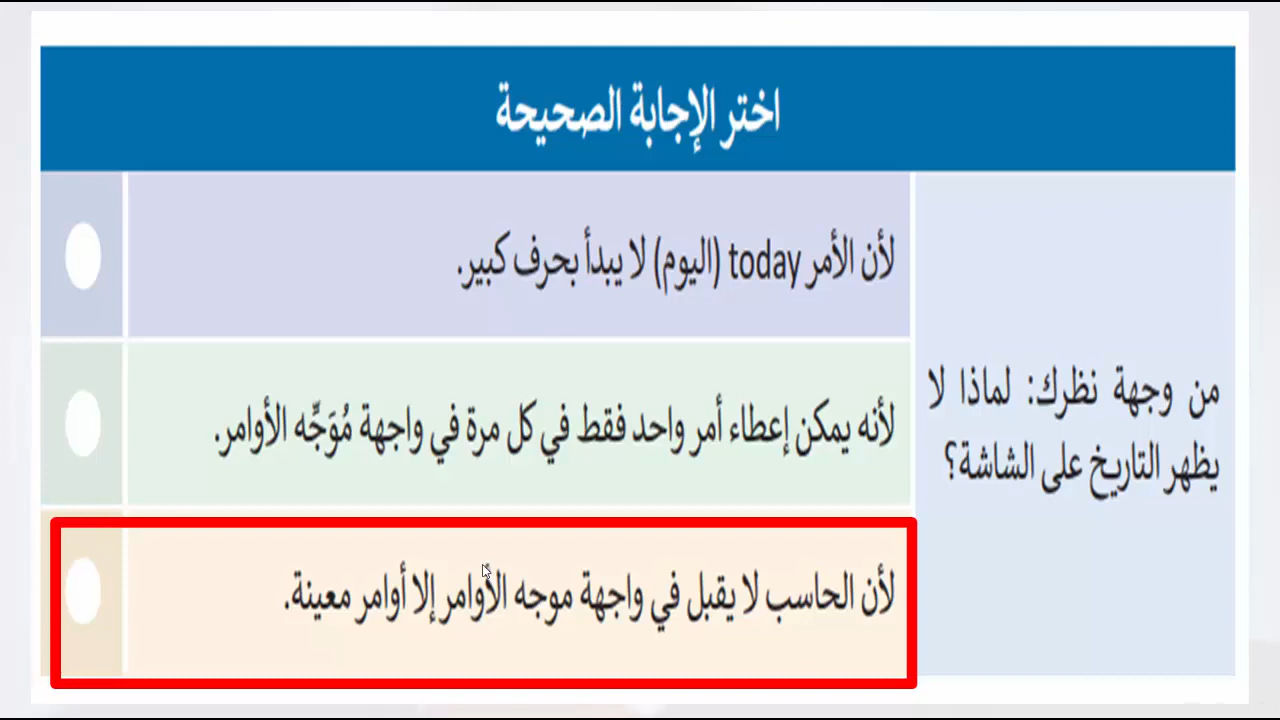 اختر الإجابة الصحيحة
من وجهة نظرك: لماذا لا
يظهر التاريخ على الشاشة؟
لأن الأمر today (اليوم) لا يبدأ بحرف كبير.
لأنه يمكن إعطاء أمر واحد فقط في كل مرة في واجهة مُوَجِّه الأوامر.
لأن الحاسب لا يقبل في واجهة موجه الأوامر إلا أوامر معينة.